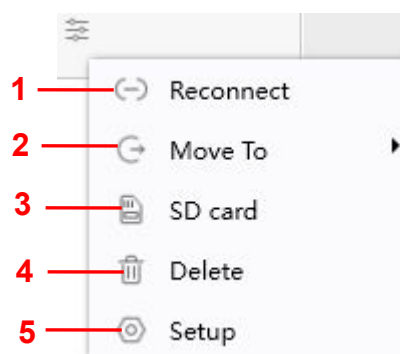 1 Reconnect
2 Move To
3 SD card
4 Delete
5 Setup